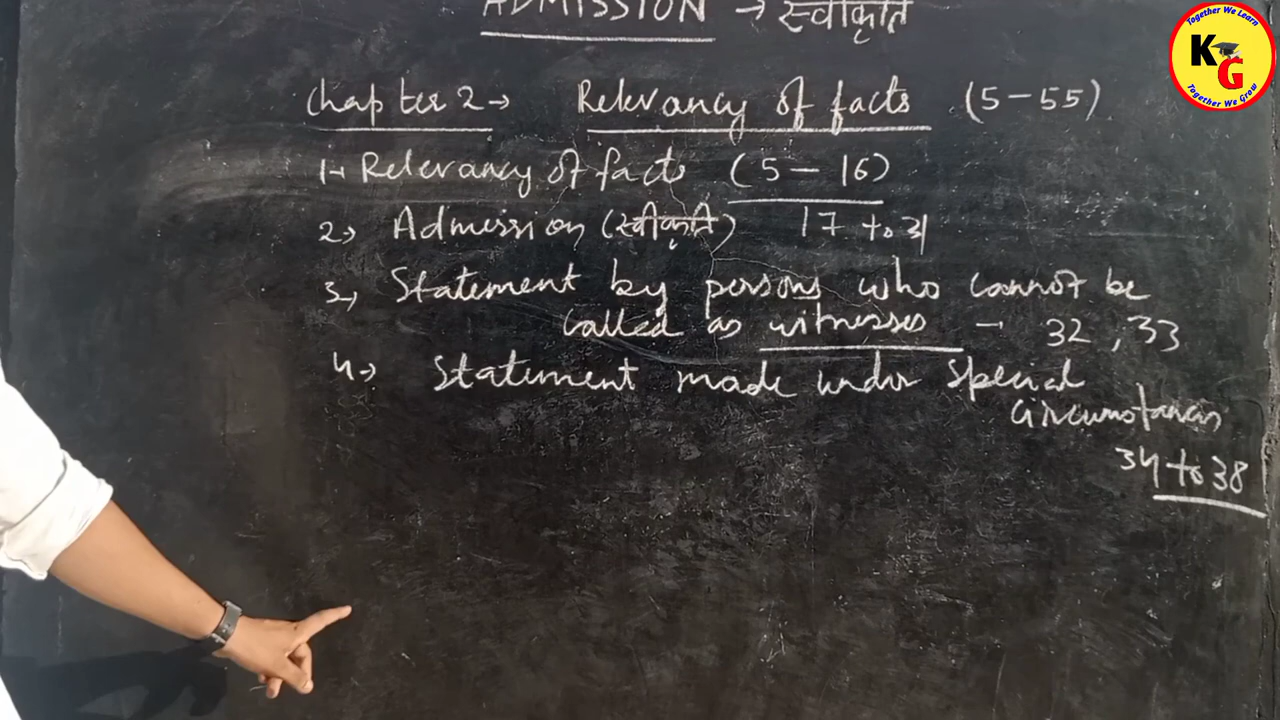 ADMISSION → स्वीकृति
Chapter 2 → Relevancy of facts (5-55)
1→ Relevancy of facts (5 - 16)
2→ Admission (स्वीकृति) 17 to 31
3→ Statement by persons who cannot be
called as witnesses - 32, 33
4→ Statement made under special
circumstances
34 to 38
Together We Learn
KG
Together We Grow